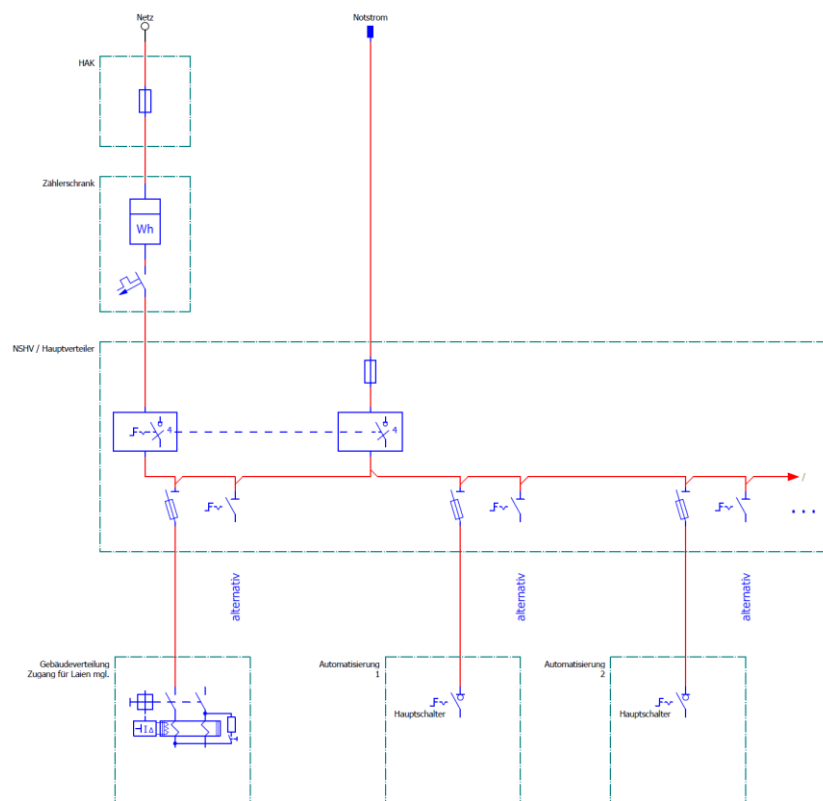 Netz
Notstrom
HAK
Zählerschrank
Wh
NSHV / Hauptverteiler
4
4
/
...
alternativ
alternativ
alternativ
Gebäudeverteilung
Zugang für Laien mgl.
Automatisierung
1
Automatisierung
2
Hauptschalter
Hauptschalter
I Δ